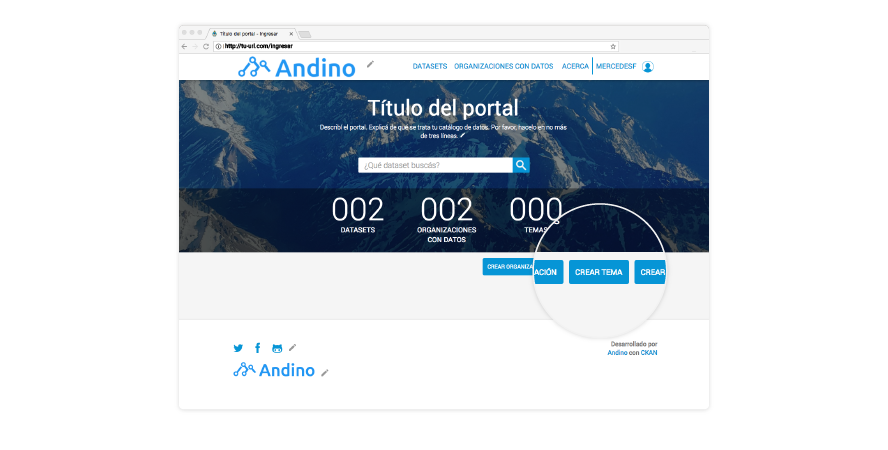 Título del portal - Ingresar
http://tu-url.com/ingresar
Andino
DATASETS ORGANIZACIONES CON DATOS ACERCA MERCEDESF
Título del portal
Describí el portal. Explicá de qué se trata tu catálogo de datos. Por favor, hacelo en no más
de tres líneas.
¿Qué dataset buscás?
002 002 000
DATASETS ORGANIZACIONES TEMAS
CON DATOS
CREAR ORGANIZA ACIÓN CREAR TEMA CREAR
Desarrollado por
Andino con CKAN
Andino